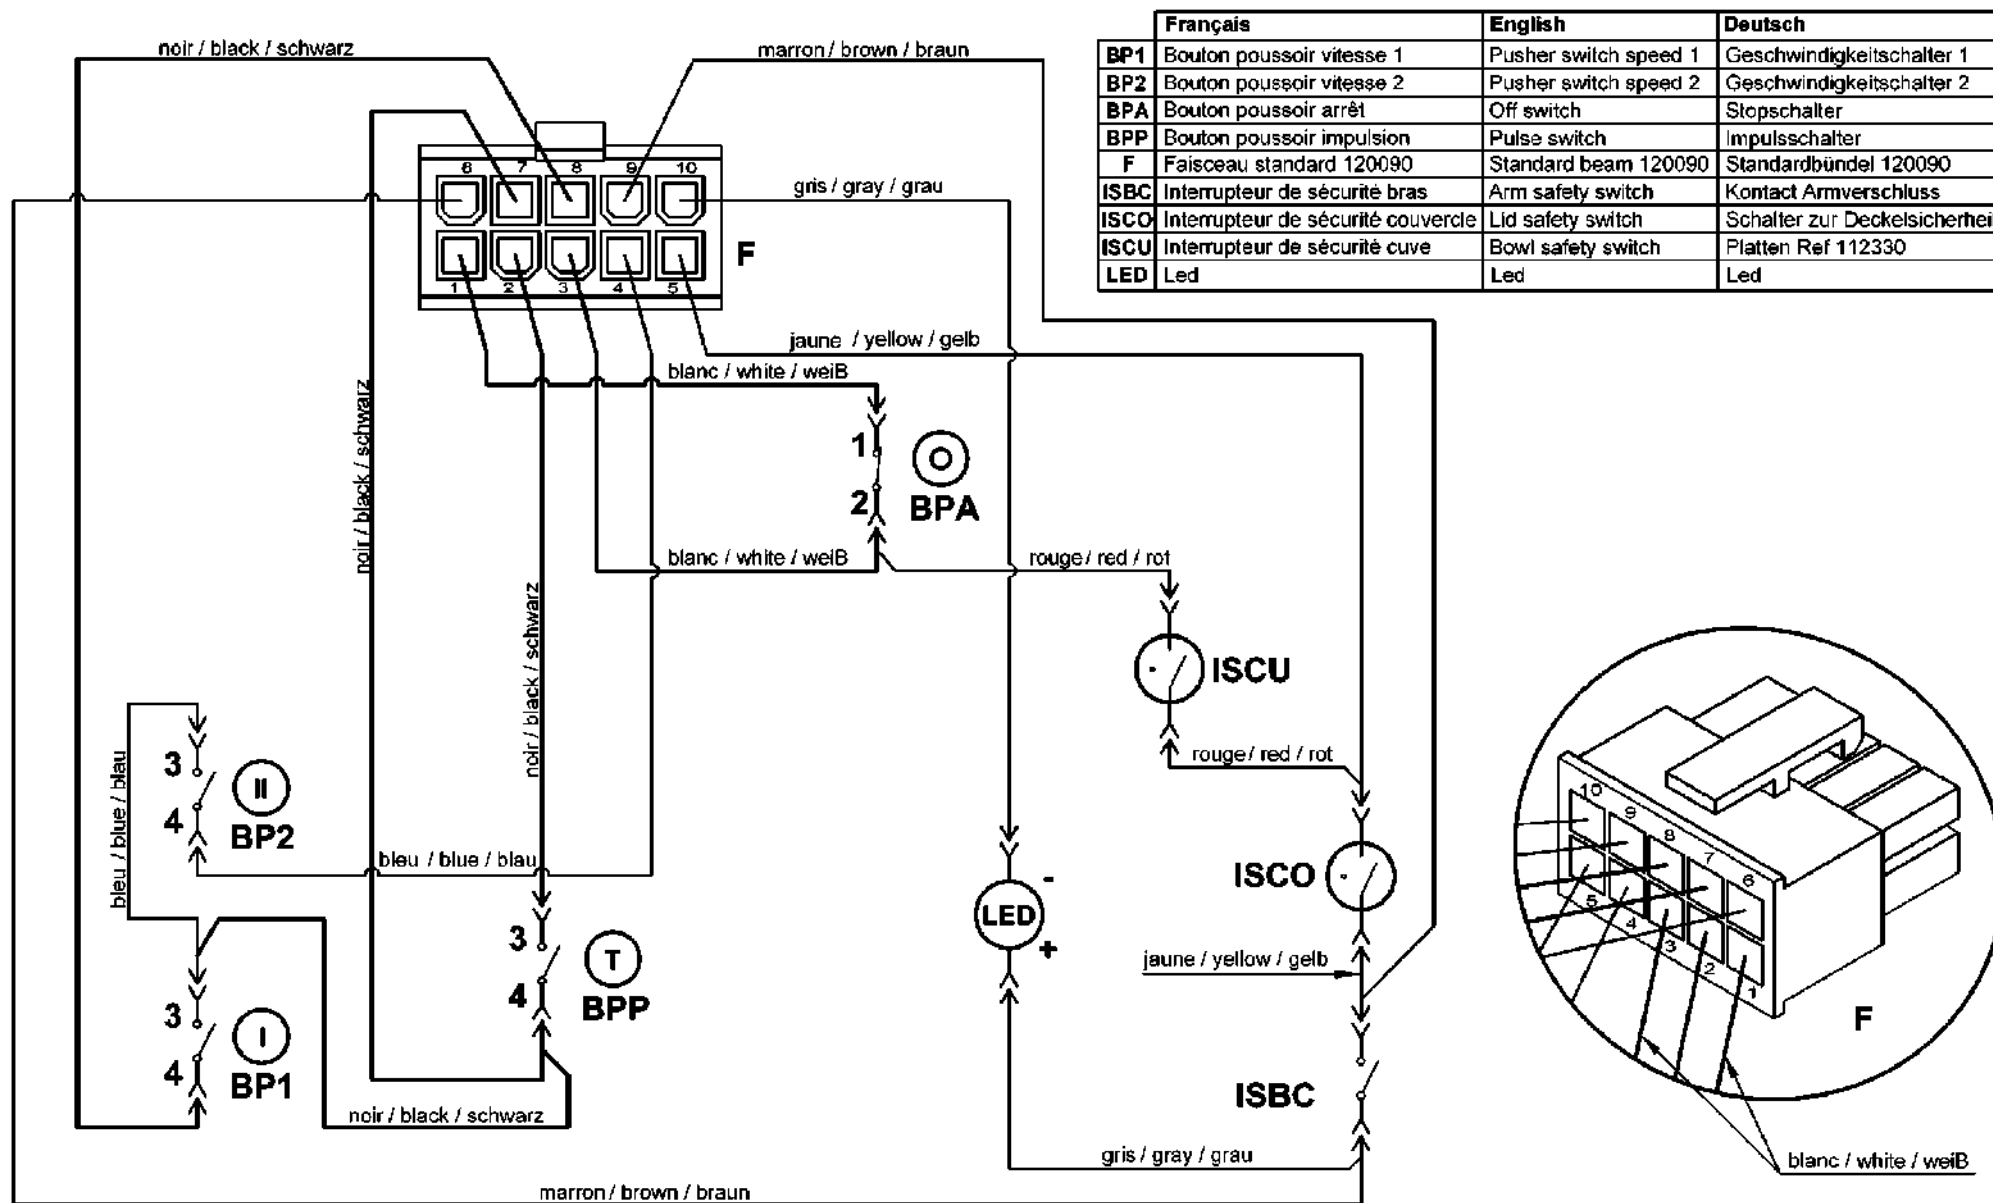 Français English Deutsch
BP1 Bouton poussoir vitesse 1 Pusher switch speed 1 Geschwindigkeitschalter 1
BP2 Bouton poussoir vitesse 2 Pusher switch speed 2 Geschwindigkeitschalter 2
BPA Bouton poussoir arrêt Off switch Stopschalter
BPP Bouton poussoir impulsion Pulse switch Impulsschalter
F Faisceau standard 120090 Standard beam 120090 Standardbündel 120090
ISBC Interrupteur de sécurité bras Arm safety switch Kontact Armverschluss
ISCO Interrupteur de sécurité couvercle Lid safety switch Schalter zur Deckelsicherhei
ISCU Interrupteur de sécurité cuve Bowl safety switch Platten Ref 112330
LED Led Led Led
noir / black / schwarz
marron / brown / braun
6 7 8 9 10
gris / gray / grau
F
1 2 3 4 5
jaune / yellow / gelb
blanc / white / weiB
noir / black / schwarz
1
O
2
BPA
blanc / white / weiB
rouge / red / rot
noir / black / schwarz
ISCU
rouge / red / rot
bleu / blue / blau
3
II
4
BP2
bleu / blue / blau
ISCO
-
LED
+
3
T
4
BPP
jaune / yellow / gelb
3
I
4
BP1
ISBC
noir / black / schwarz
gris / gray / grau
marron / brown / braun
10 9 8 7 6
5 4 3 2 1
F
blanc / white / weiB